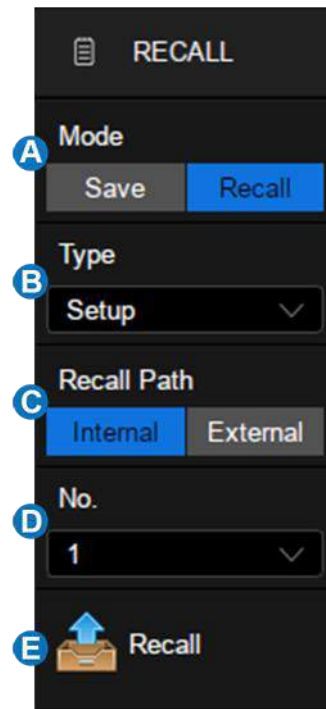 RECALL
A
Mode
Save Recall
Type
B
Setup
Recall Path
C
Internal External
No.
D
1
E
Recall